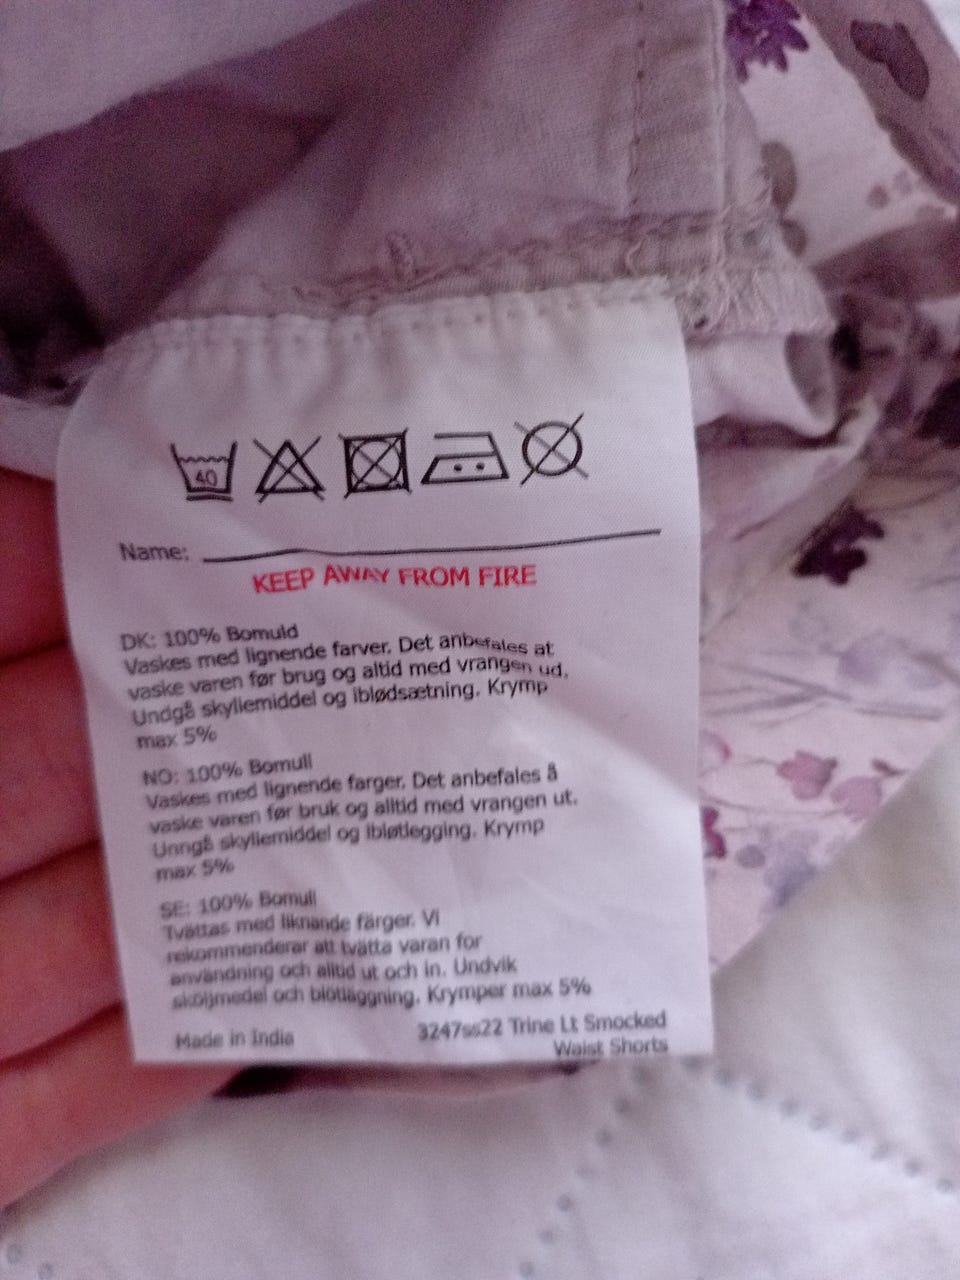 40
Name:
KEEP AWAY FROM FIRE
DK: 100% Bomuld
Vaskes med lignende farver. Det anbefales at
vaske varen før brug og altid med vrangen ud.
Undgå skyllemiddel og iblødsætning. Krymp
max 5%
NO: 100% Bomull
Vaskes med lignende farger. Det anbefales å
vaske varen før bruk og alltid med vrangen ut.
Unngå skyllemiddel og ibløtlegging. Krymp
max 5%
SE: 100% Bomull
Tvättas med liknande färger. Vi
rekommenderar att tvätta varan for
användning och alltid ut och in. Undvik
sköljmedel och blötläggning. Krymper max 5%
Made in India
3247ss22 Trine Lt Smocked
Waist Shorts